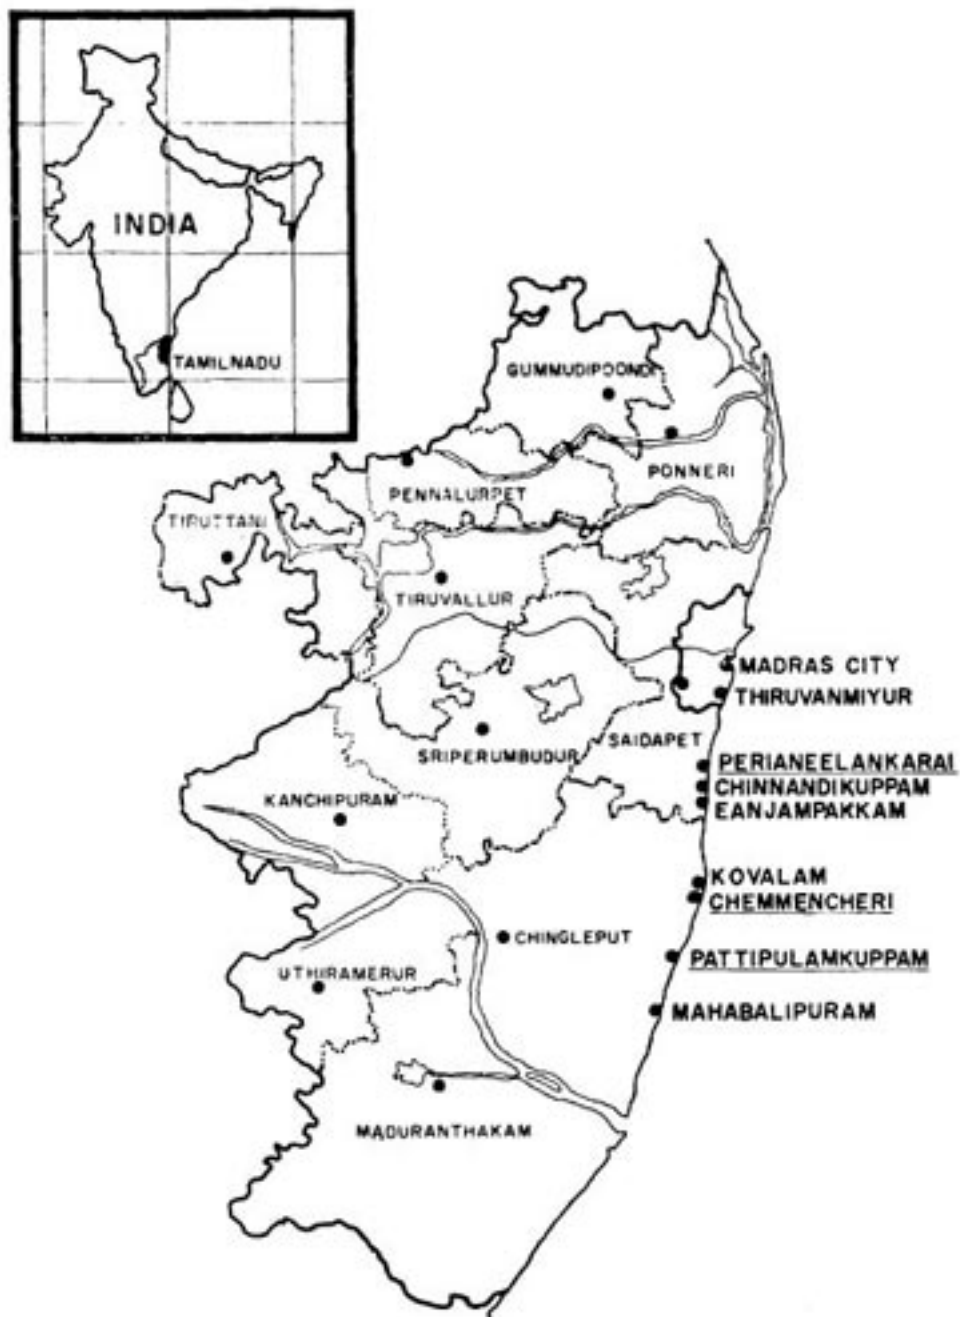 INDIA
TAMILNADU
GUMMUDIPOONDI
PONNERI
PENNALURPET
TIRUTTANI
TIRUVALLUR
MADRAS CITY
THIRUVANMIYUR
SAIDAPET
SRIPERUMBUDUR
PERIANEELANKARAI
CHINNANDIKUPPAM
KANCHIPURAM
EANJAMPAKKAM
KOVALAM
CHEMMENCHERI
CHINGLEPUT
PATTIPULAMKUPPAM
UTHIRAMERUR
MAHABALIPURAM
MADURANTHAKAM